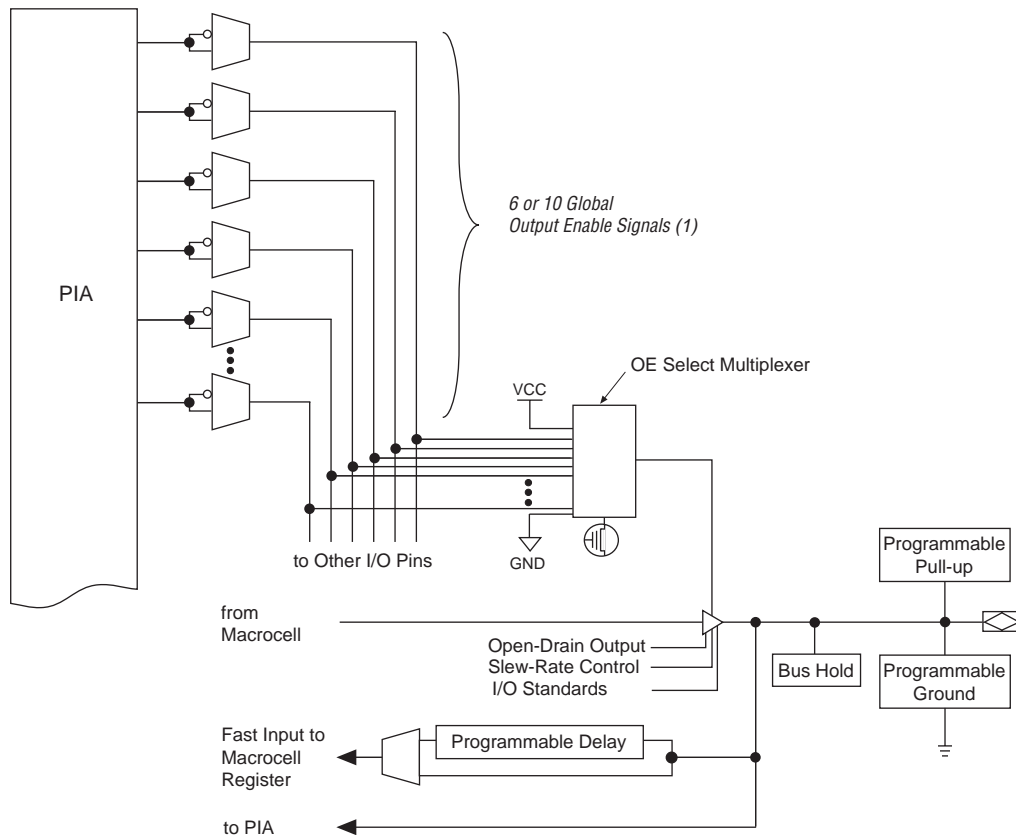 PIA
6 or 10 Global
Output Enable Signals (1)
OE Select Multiplexer
VCC
to Other I/O Pins
GND
Programmable
Pull-up
from
Macrocell
Open-Drain Output
Slew-Rate Control
I/O Standards
Bus Hold
Programmable
Ground
Fast Input to
Macrocell
Register
Programmable Delay
to PIA